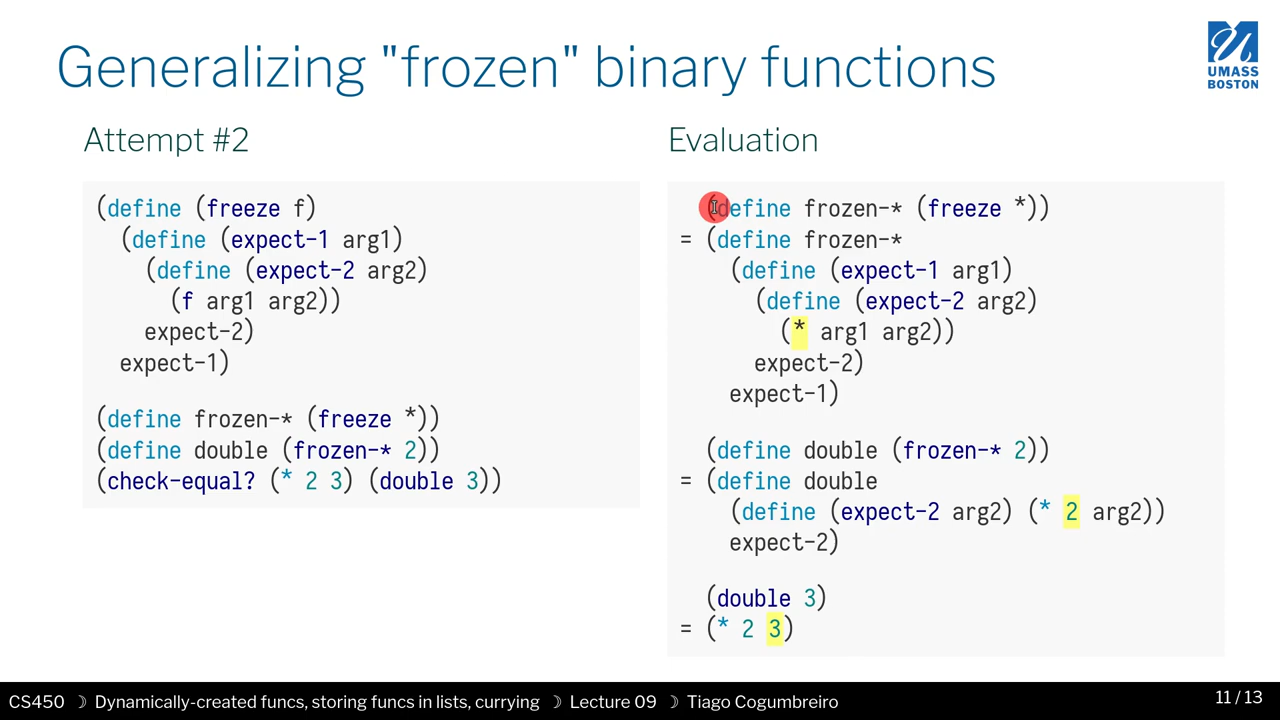 Generalizing "frozen" binary functions
UMASS
BOSTON
Attempt #2
(define (freeze f)
  (define (expect-1 arg1)
    (define (expect-2 arg2)
      (f arg1 arg2))
    expect-2)
  expect-1)
(define frozen-* (freeze *))
(define double (frozen-* 2))
(check-equal? (* 2 3) (double 3))
Evaluation
  (define frozen-* (freeze *))
= (define frozen-*
    (define (expect-1 arg1)
      (define (expect-2 arg2)
        (* arg1 arg2))
      expect-2)
    expect-1)
  (define double (frozen-* 2))
= (define double
    (define (expect-2 arg2) (* 2 arg2))
    expect-2)
  (double 3)
= (* 2 3)
CS450 ☽ Dynamically-created funcs, storing funcs in lists, currying ☽ Lecture 09 ☽ Tiago Cogumbreiro
11 / 13